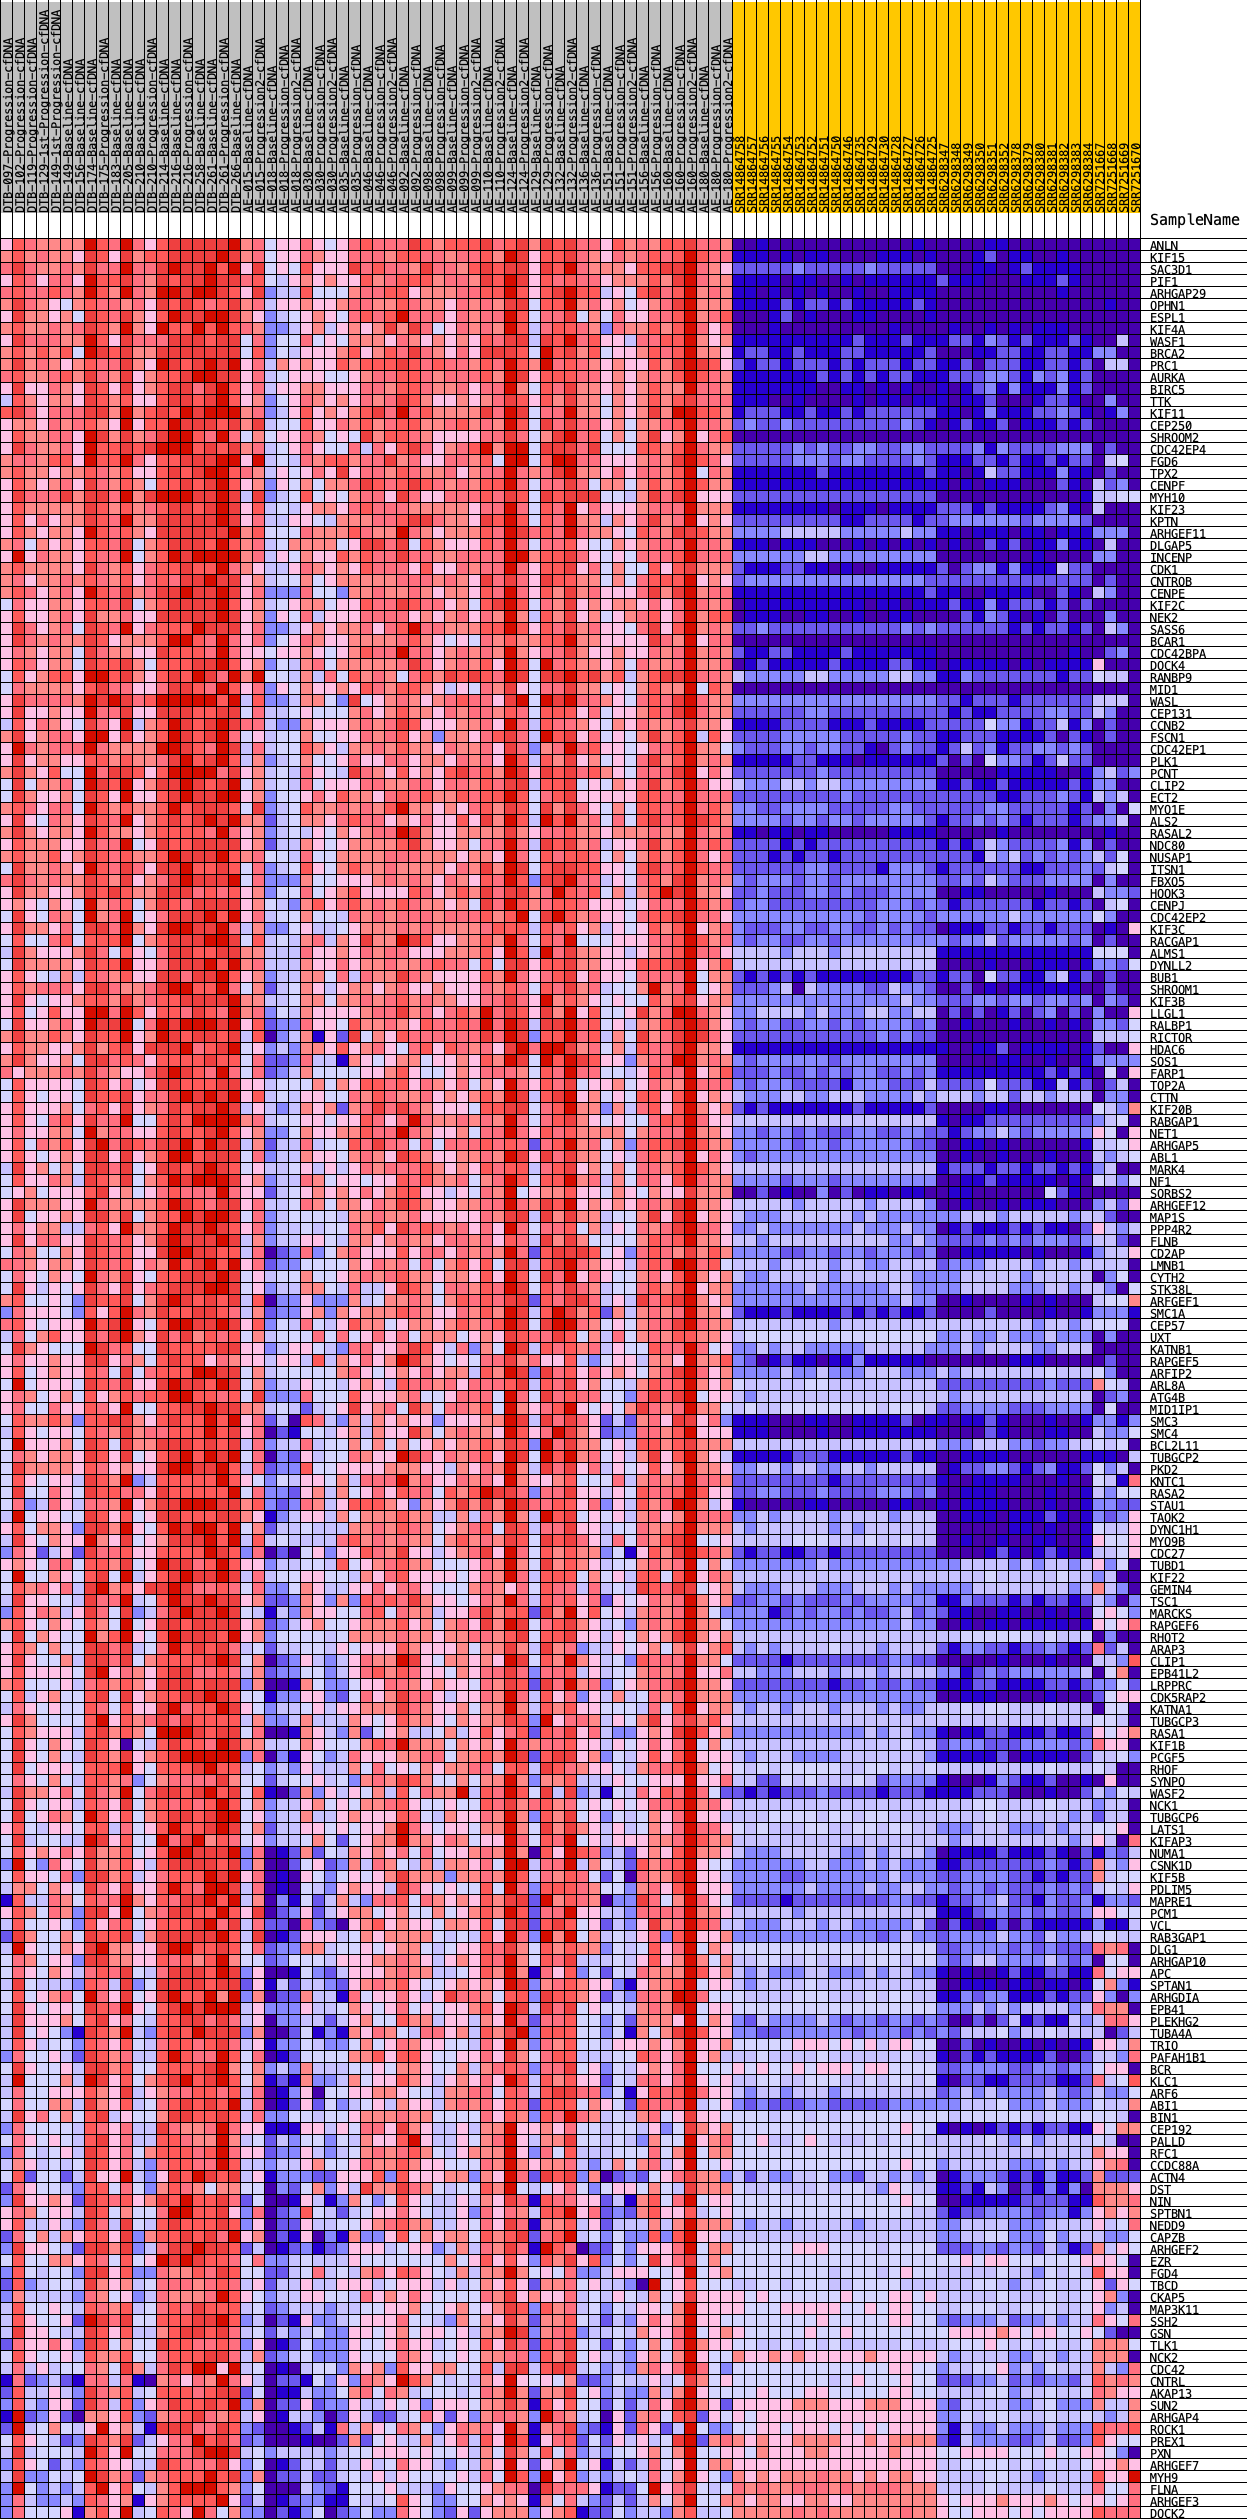 DTB-097-Progression-cfDNA
DTB-102-Progression-cfDNA
DTB-119-Progression-cfDNA
DTB-149-Baseline-cfDNA
DTB-156-Baseline-cfDNA
DTB-174-Baseline-cfDNA
DTB-175-Progression-cfDNA
DTB-183-Baseline-cfDNA
DTB-205-Baseline-cfDNA
DTB-210-Baseline-cfDNA
DTB-210-Progression-cfDNA
DTB-214-Baseline-cfDNA
DTB-216-Baseline-cfDNA
DTB-216-Progression-cfDNA
DTB-258-Baseline-cfDNA
DTB-261-Baseline-cfDNA
DTB-261-Progression-cfDNA
DTB-266-Baseline-cfDNA
AE-015-Baseline-cfDNA
AE-015-Progression2-cfDNA
AE-018-Baseline-cfDNA
AE-018-Progression-cfDNA
AE-018-Progression2-cfDNA
AE-030-Baseline-cfDNA
AE-030-Progression-cfDNA
AE-030-Progression2-cfDNA
AE-035-Baseline-cfDNA
AE-035-Progression2-cfDNA
AE-046-Baseline-cfDNA
AE-046-Progression-cfDNA
AE-046-Progression2-cfDNA
AE-092-Baseline-cfDNA
AE-092-Progression2-cfDNA
AE-098-Baseline-cfDNA
AE-098-Progression2-cfDNA
AE-099-Baseline-cfDNA
AE-099-Progression-cfDNA
AE-099-Progression2-cfDNA
AE-110-Baseline-cfDNA
AE-110-Progression2-cfDNA
AE-124-Baseline-cfDNA
AE-124-Progression2-cfDNA
AE-129-Baseline-cfDNA
AE-132-Baseline-cfDNA
AE-132-Progression-cfDNA
AE-132-Progression2-cfDNA
AE-136-Baseline-cfDNA
AE-136-Progression2-cfDNA
AE-151-Baseline-cfDNA
AE-151-Progression-cfDNA
AE-151-Progression2-cfDNA
AE-156-Baseline-cfDNA
AE-156-Progression-cfDNA
AE-160-Baseline-cfDNA
AE-160-Progression-cfDNA
AE-160-Progression2-cfDNA
AE-180-Baseline-cfDNA
AE-180-Progression-cfDNA
AE-180-Progression2-cfDNA
SRR14864758
SRR14864757
SRR14864756
SRR14864755
SRR14864754
SRR14864753
SRR14864752
SRR14864751
SRR14864750
SRR14864746
SRR14864735
SRR14864729
SRR14864730
SRR14864728
SRR14864727
SRR14864726
SRR14864725
SRR6298347
SRR6298348
SRR6298349
SRR6298350
SRR6298351
SRR6298352
SRR6298378
SRR6298379
SRR6298380
SRR6298381
SRR6298382
SRR6298383
SRR6298384
SRR7251667
SRR7251668
SRR7251669
SRR7251670
SampleName
ANLN
KIF15
SAC3D1
PIF1
ARHGAP29
OPHN1
ESPL1
KIF4A
WASF1
BRCA2
PRC1
AURKA
BIRC5
TTK
KIF11
CEP250
SHROOM2
CDC42EP4
FGD6
TPX2
CENPF
MYH10
KIF23
KPTN
ARHGEF11
DLGAP5
INCENP
CDK1
CNTROB
CENPE
KIF2C
NEK2
SASS6
BCAR1
CDC42BPA
DOCK4
RANBP9
MID1
WASL
CEP131
CCNB2
FSCN1
CDC42EP1
PLK1
PCNT
CLIP2
ECT2
MYO1E
ALS2
RASAL2
NDC80
NUSAP1
ITSN1
FBXO5
HOOK3
CENPJ
CDC42EP2
KIF3C
RACGAP1
ALMS1
DYNLL2
BUB1
SHROOM1
KIF3B
LLGL1
RALBP1
RICTOR
HDAC6
SOS1
FARP1
TOP2A
CTTN
KIF20B
RABGAP1
NET1
ARHGAP5
ABL1
MARK4
NF1
SORBS2
ARHGEF12
MAP1S
PPP4R2
FLNB
CD2AP
LMNB1
CYTH2
STK38L
ARFGEF1
SMC1A
CEP57
UXT
KATNB1
RAPGEF5
ARFIP2
ARL8A
ATG4B
MID1IP1
SMC3
SMC4
BCL2L11
TUBGCP2
PKD2
KNTC1
RASA2
STAU1
TAOK2
DYNC1H1
MYO9B
CDC27
TUBD1
KIF22
GEMIN4
TSC1
MARCKS
RAPGEF6
RHOT2
ARAP3
CLIP1
EPB41L2
LRPPRC
CDK5RAP2
KATNA1
TUBGCP3
RASA1
KIF1B
PCGF5
RHOF
SYNPO
WASF2
NCK1
TUBGCP6
LATS1
KIFAP3
NUMA1
CSNK1D
KIF5B
PDLIM5
MAPRE1
PCM1
VCL
RAB3GAP1
DLG1
ARHGAP10
APC
SPTAN1
ARHGDIA
EPB41
PLEKHG2
TUBA4A
TRIO
PAFAH1B1
BCR
KLC1
ARF6
ABI1
BIN1
CEP192
PALLD
RFC1
CCDC88A
ACTN4
DST
NIN
SPTBN1
NEDD9
CAPZB
ARHGEF2
EZR
FGD4
TBCD
CKAP5
MAP3K11
SSH2
GSN
TLK1
NCK2
CDC42
CNTRL
AKAP13
SUN2
ARHGAP4
ROCK1
PREX1
PXN
ARHGEF7
MYH9
FLNA
ARHGEF3
DOCK2